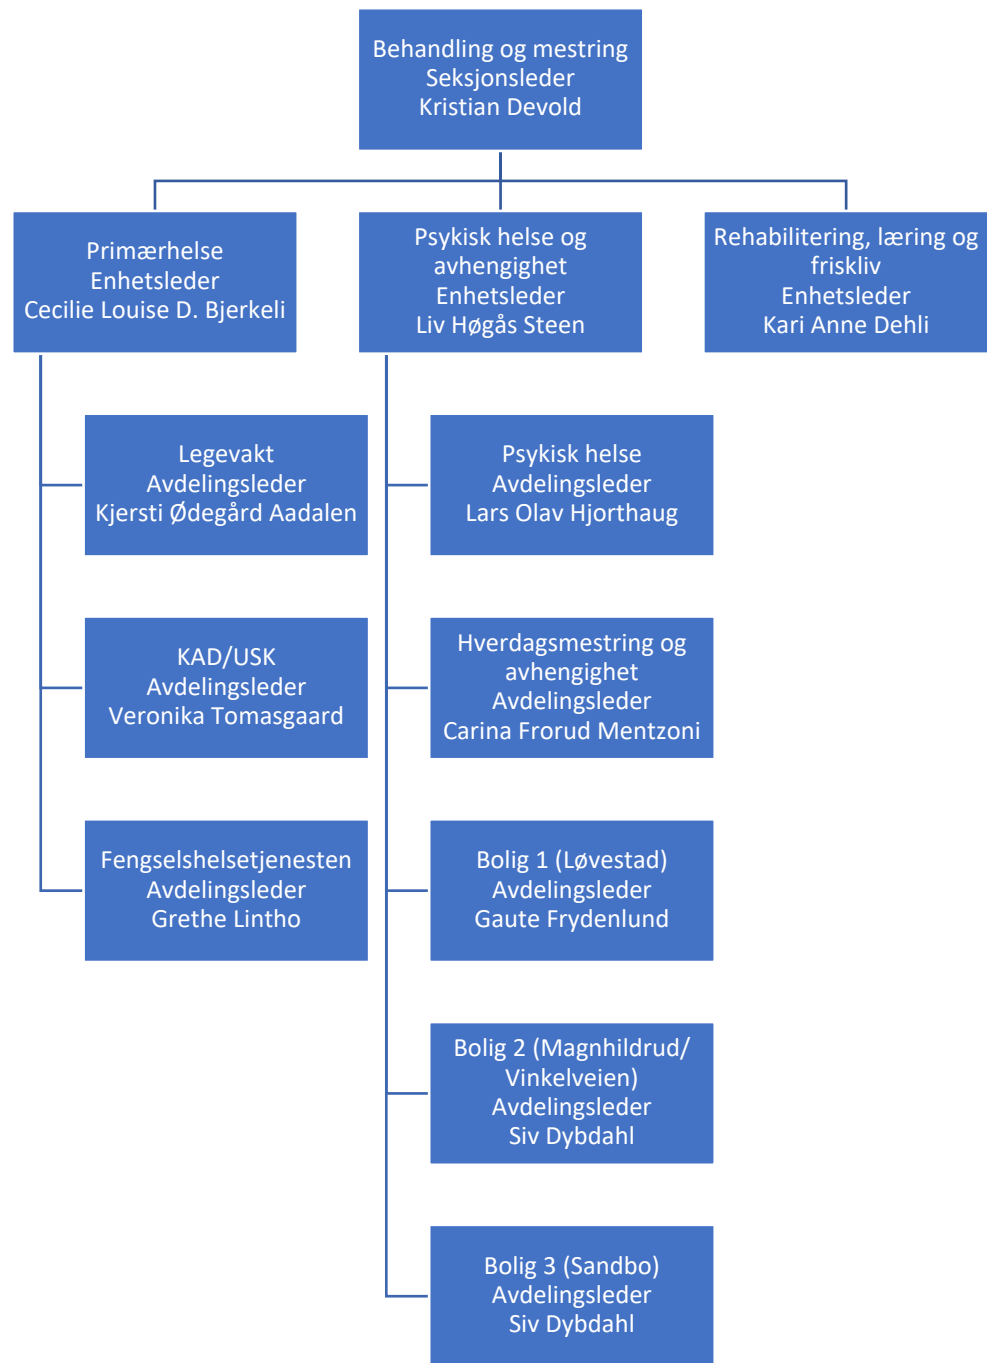 Behandling og mestring
Seksjonsleder
Kristian Devold
Primærhelse
Enhetsleder
Cecilie Louise D. Bjerkeli
Psykisk helse og
avhengighet
Enhetsleder
Liv Høgås Steen
Rehabilitering, læring og
friskliv
Enhetsleder
Kari Anne Dehli
Legevakt
Avdelingsleder
Kjersti Ødegård Aadalen
KAD/USK
Avdelingsleder
Veronika Tomasgaard
Fengselshelsetjenesten
Avdelingsleder
Grethe Lintho
Psykisk helse
Avdelingsleder
Lars Olav Hjorthaug
Hverdagsmestring og
avhengighet
Avdelingsleder
Carina Frorud Mentzoni
Bolig 1 (Løvestad)
Avdelingsleder
Gaute Frydenlund
Bolig 2 (Magnhildrud/
Vinkelveien)
Avdelingsleder
Siv Dybdahl
Bolig 3 (Sandbo)
Avdelingsleder
Siv Dybdahl